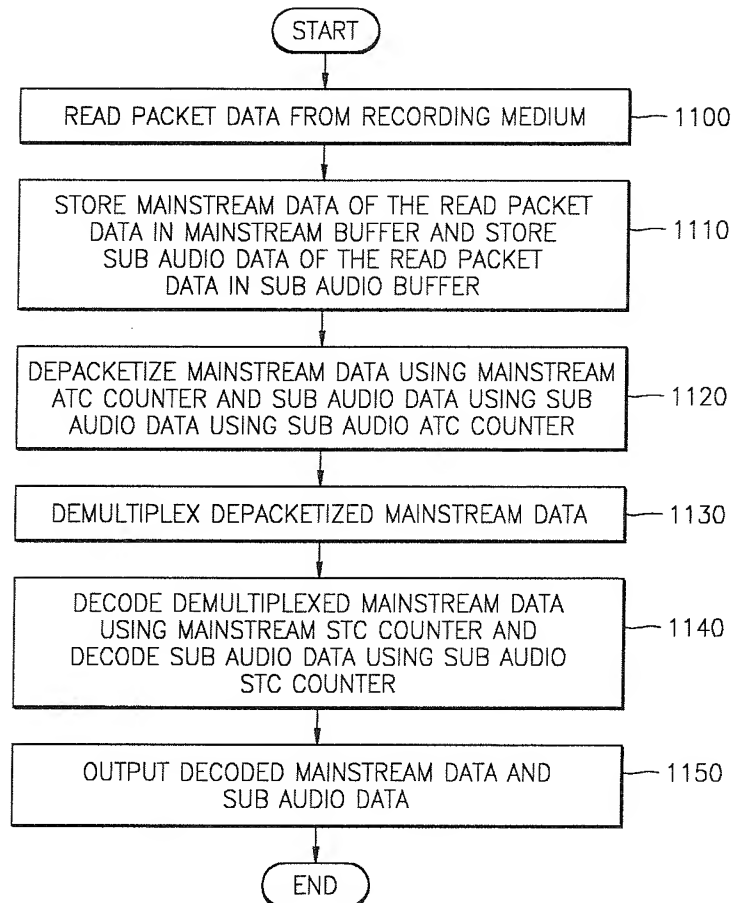 START
READ PACKET DATA FROM RECORDING MEDIUM
1100
STORE MAINSTREAM DATA OF THE READ PACKET
DATA IN MAINSTREAM BUFFER AND STORE
SUB AUDIO DATA OF THE READ PACKET
DATA IN SUB AUDIO BUFFER
1110
DEPACKETIZE MAINSTREAM DATA USING MAINSTREAM
ATC COUNTER AND SUB AUDIO DATA USING SUB
AUDIO DATA USING SUB AUDIO ATC COUNTER
1120
DEMULTIPLEX DEPACKETIZED MAINSTREAM DATA
1130
DECODE DEMULTIPLEXED MAINSTREAM DATA
USING MAINSTREAM STC COUNTER AND
DECODE SUB AUDIO DATA USING SUB AUDIO
STC COUNTER
1140
OUTPUT DECODED MAINSTREAM DATA AND
SUB AUDIO DATA
1150
END